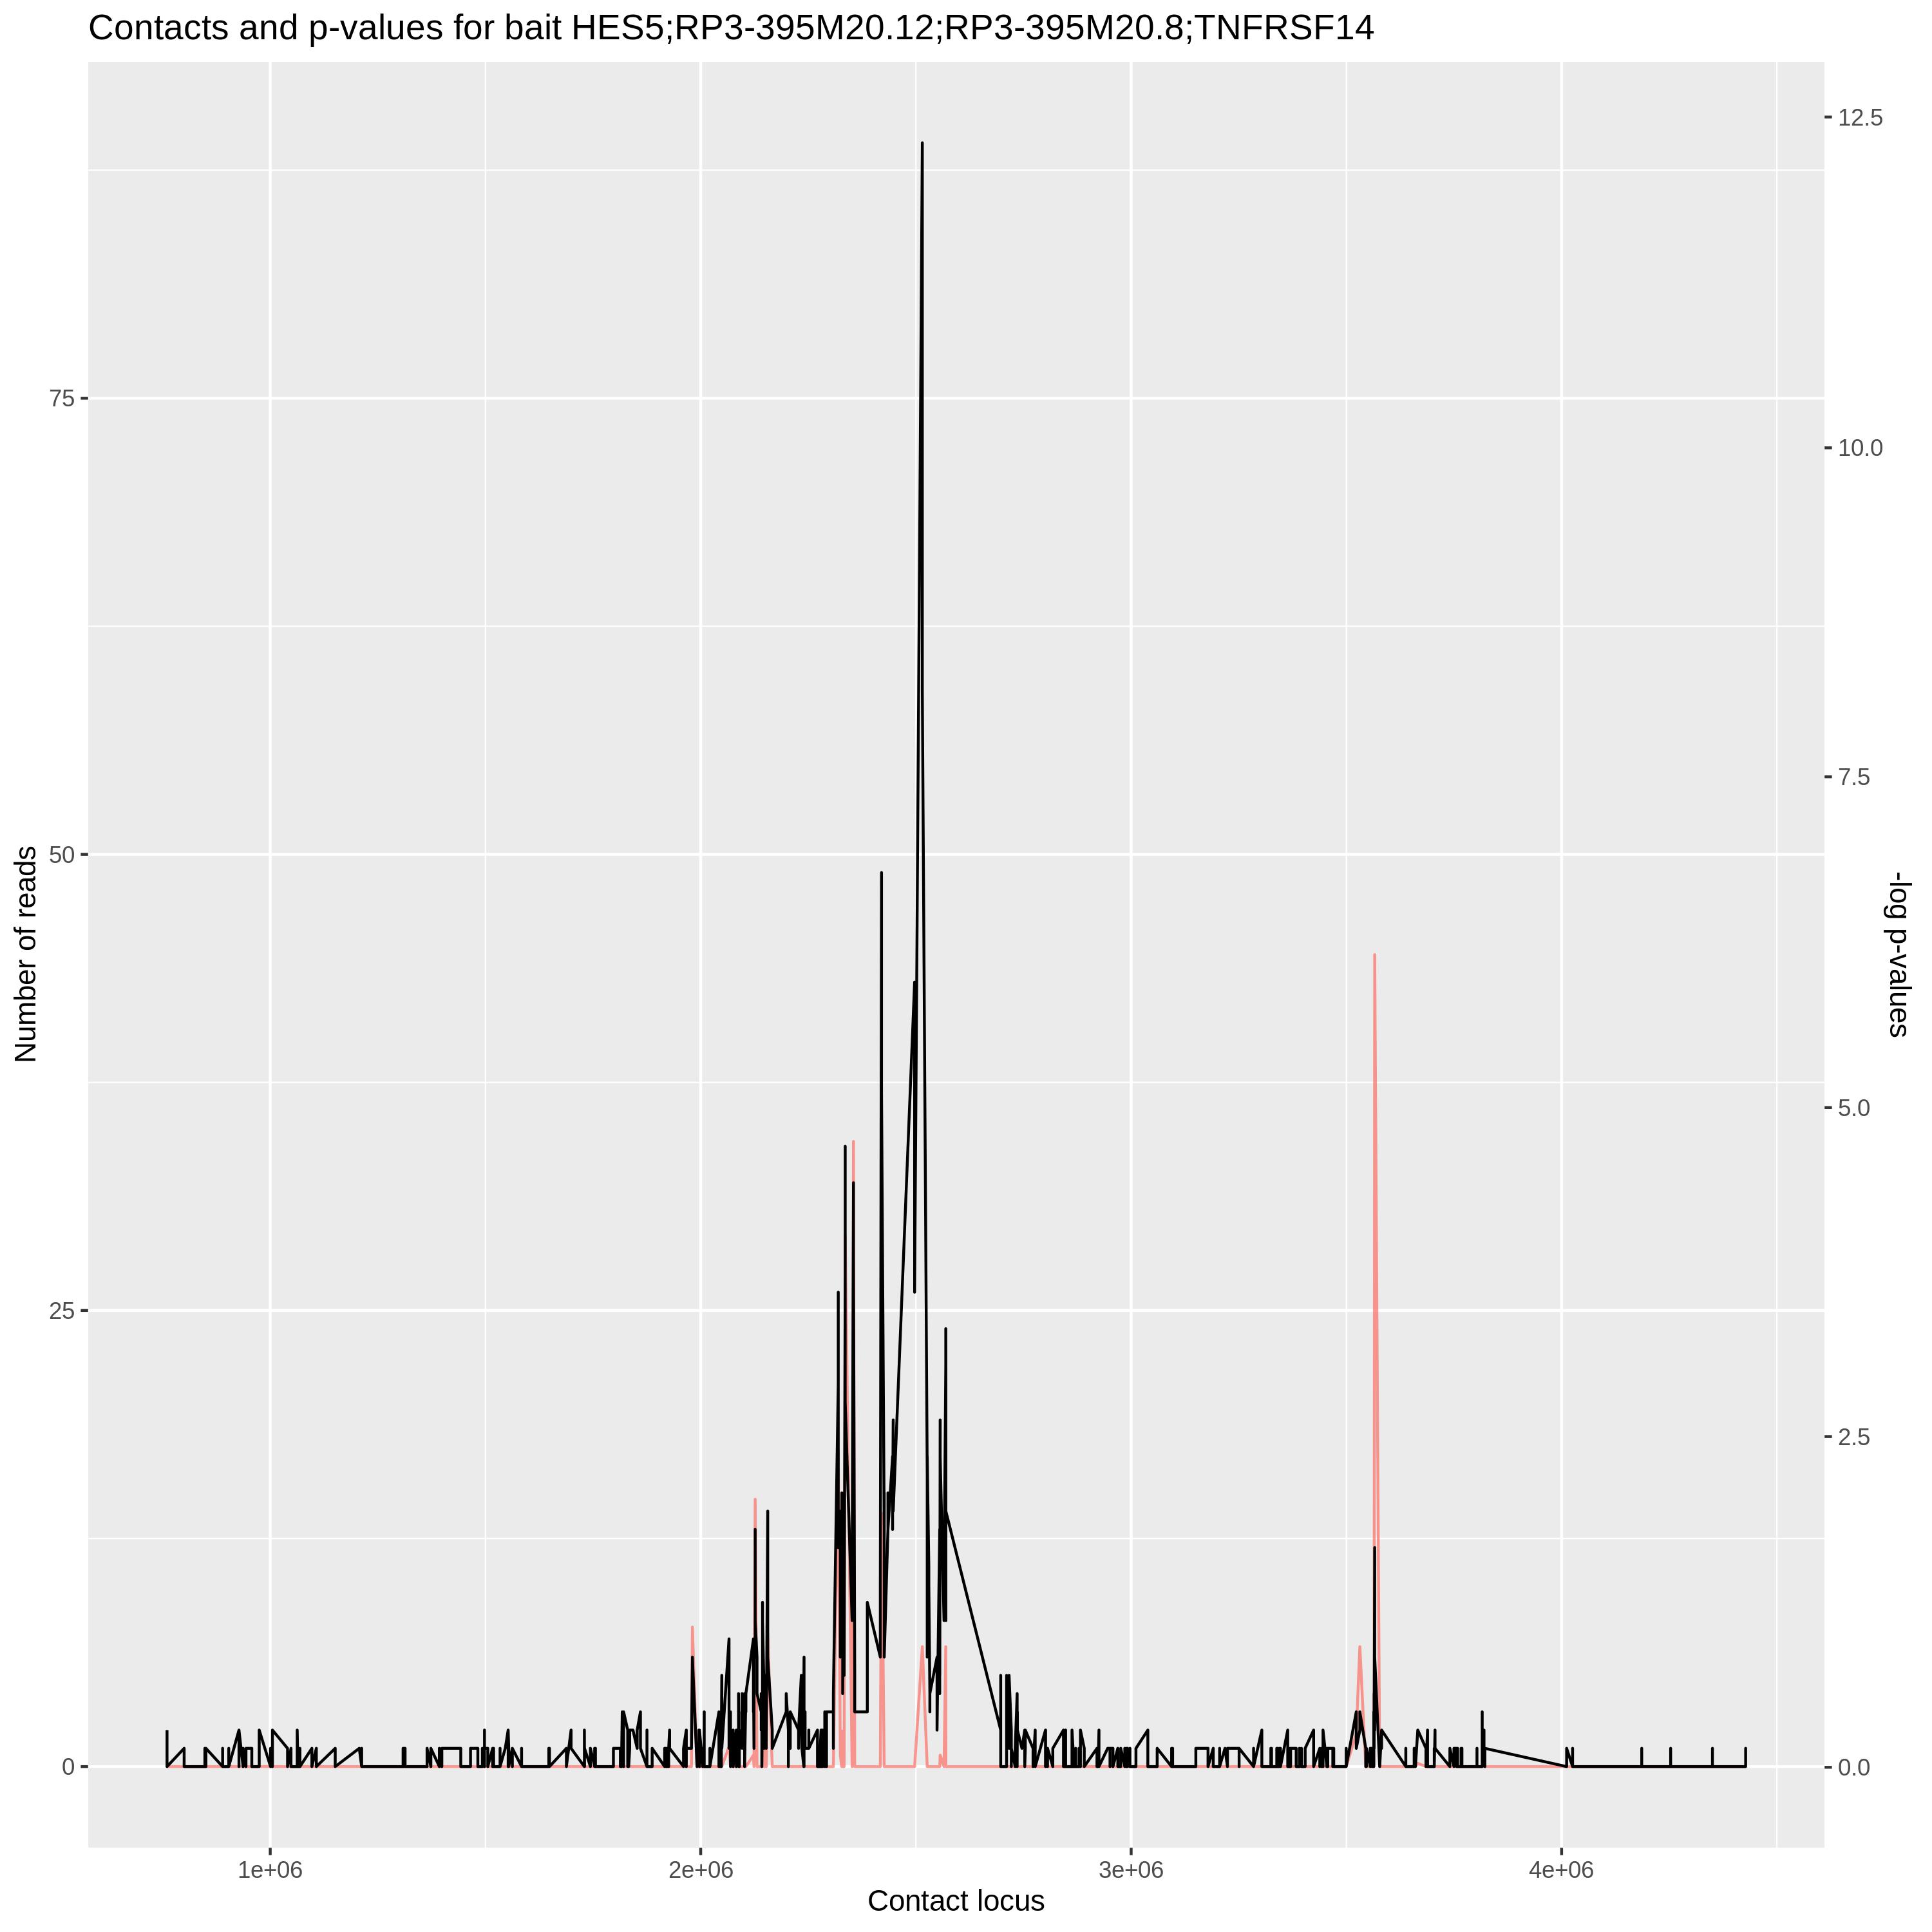 Contacts and p-values for bait HES5;RP3-395M20.12;RP3-395M20.8;TNFRSF14
Number of reads
75
50
25
0
12.5
10.0
7.5
5.0
2.5
0.0
-log p-values
1e+06
2e+06
3e+06
4e+06
Contact locus